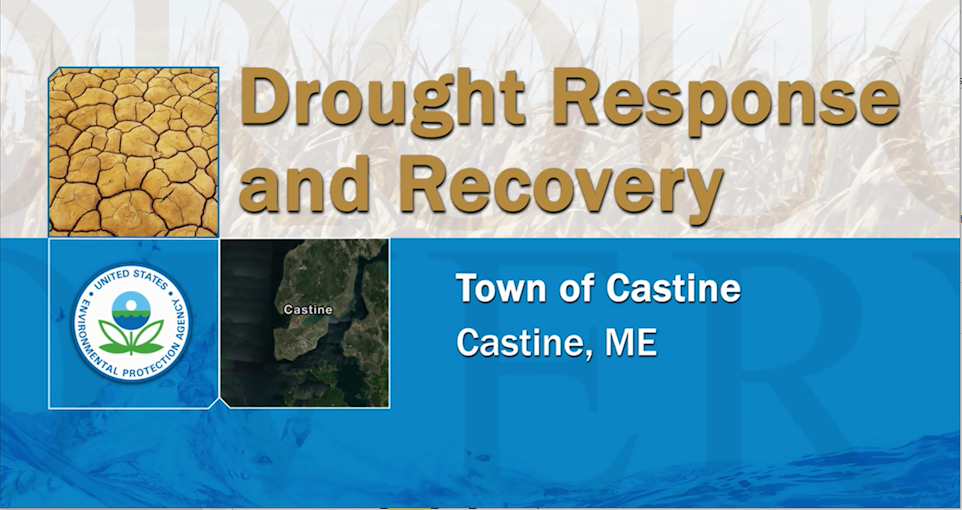 Drought Response
and Recovery
Town of Castine
Castine, ME
Castine
UNITED STATES
ENVIRONMENTAL PROTECTION AGENCY